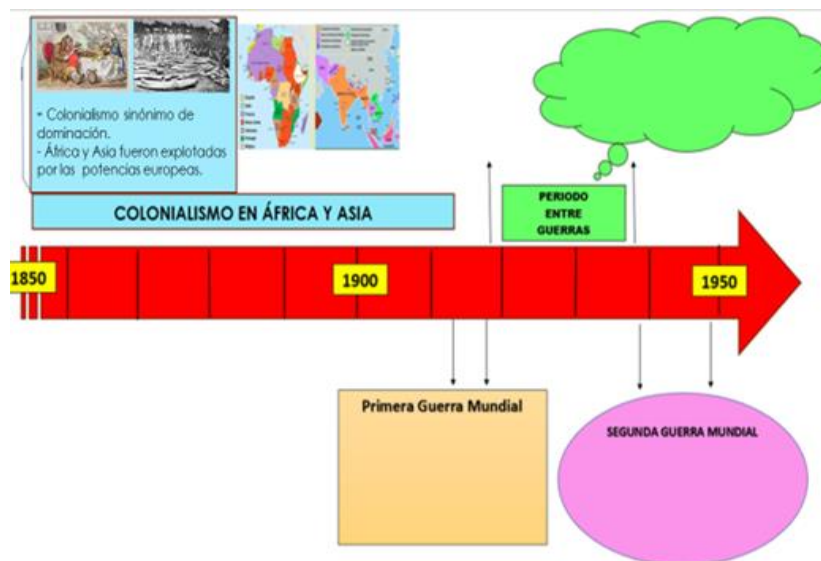 - Colonialismo sinónimo de
dominación.
- África y Asia fueron explotadas
por las potencias europeas.
COLONIALISMO EN ÁFRICA Y ASIA
PERIODO
ENTRE
GUERRAS
1850
1900
1950
Primera Guerra Mundial
SEGUNDA GUERRA MUNDIAL